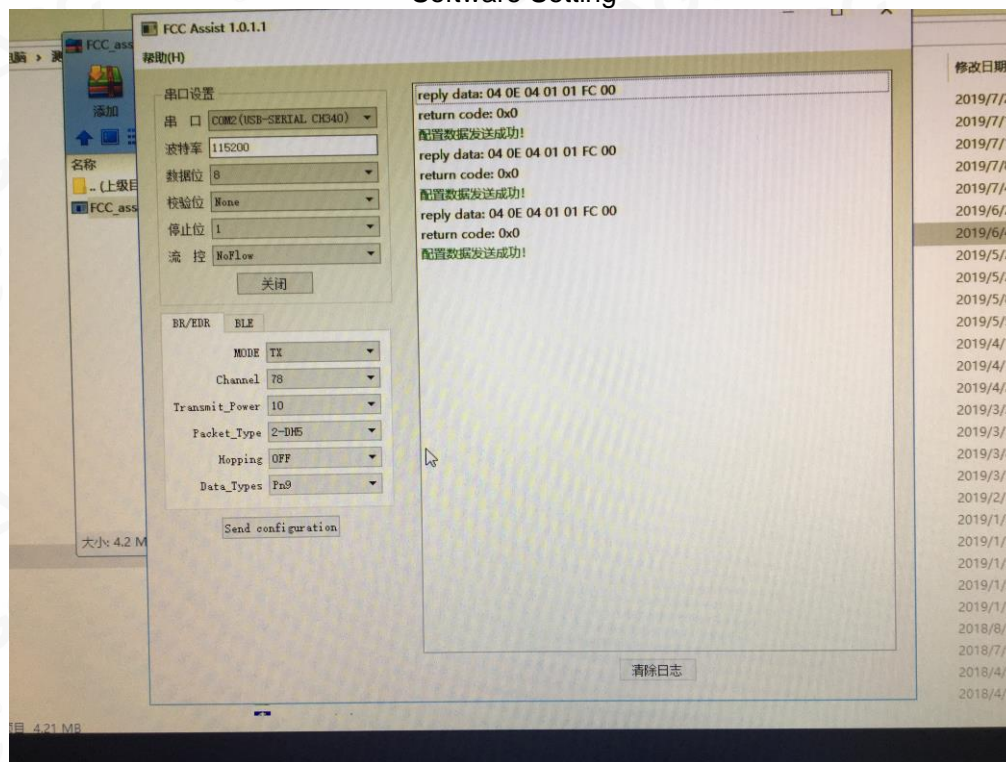 Software Setting
FCC_ass
FCC Assist 1.0.1.1
帮助(H)
添加
名称
.. (上级目
FCC_ass
大小: 4.2 M
串口设置
串 口 COM2(USB-SERIAL CH340)
波特率 115200
数据位 8
校验位 None
停止位 1
流 控 NoFlow
关闭
BR/EDR BLE
MODE TX
Channel 78
Transmit_Power 10
Packet_Type 2-DH5
Hopping OFF
Data_Types Pn9
Send configuration
reply data: 04 0E 04 01 01 FC 00
return code: 0x0
配置数据发送成功!
reply data: 04 0E 04 01 01 FC 00
return code: 0x0
配置数据发送成功!
reply data: 04 0E 04 01 01 FC 00
return code: 0x0
配置数据发送成功!
清除日志
修改日期
2019/7/2
2019/7/
2019/7/
2019/7/
2019/7/
2019/6/
2019/6/
2019/5/
2019/5/
2019/5/
2019/5/
2019/4/
2019/4/
2019/4/
2019/3/
2019/3/
2019/3/
2019/3/
2019/2/
2019/1/
2019/1/
2019/1/
2019/1/
2019/1/
2018/8/
2018/7/
2018/4/
2018/4/
4.21 MB